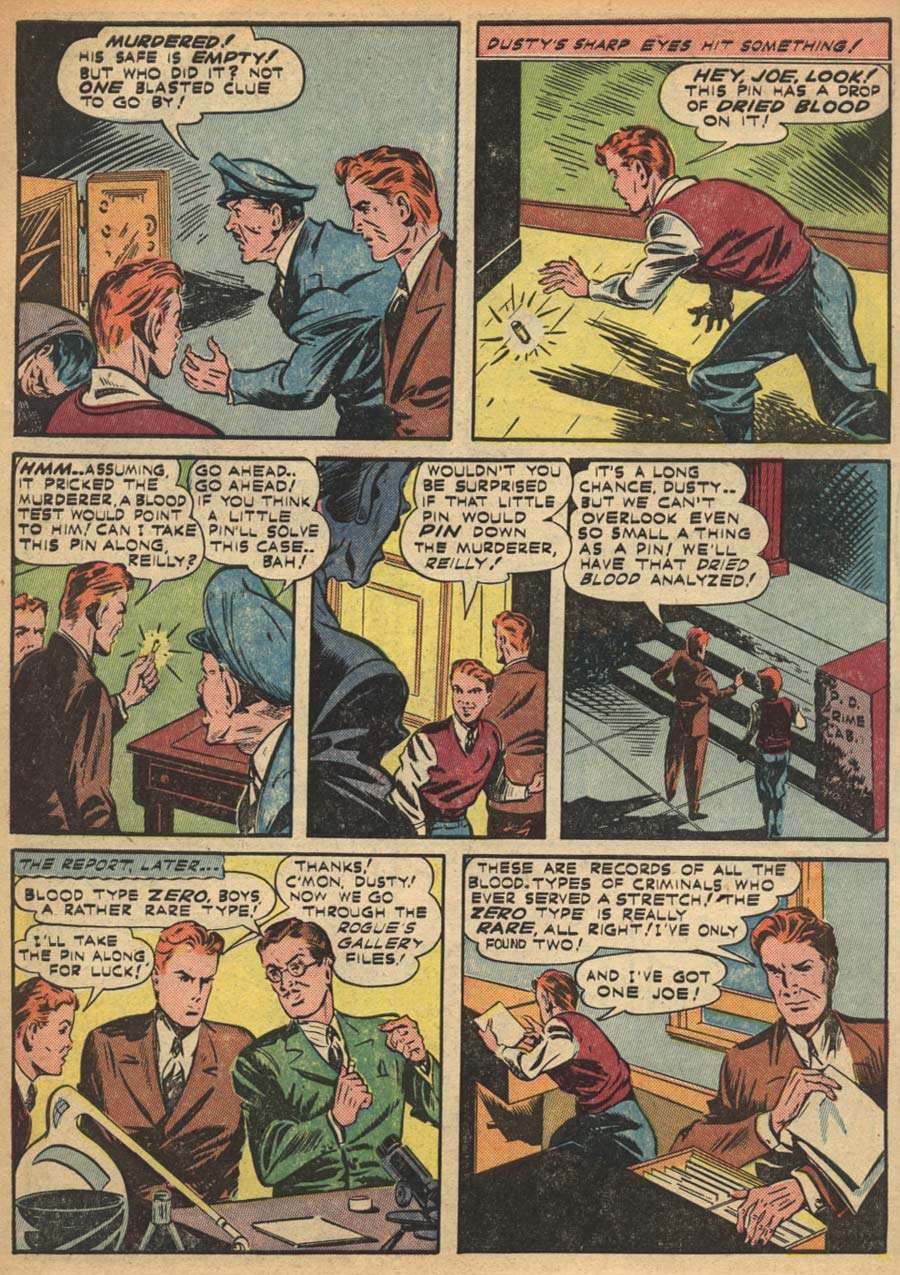 MURDERED!
HIS SAFE IS EMPTY!
BUT WHO DID IT? NOT
ONE BLASTED CLUE
TO GO BY!
DUSTY'S SHARP EYES HIT SOMETHING!
HEY, JOE, LOOK!
THIS PIN HAS A DROP
OF DRIED BLOOD
ON IT!
HMM..ASSUMING
IT PRICKED THE
MURDERER, A BLOOD
TEST WOULD POINT
TO HIM! CAN I TAKE
THIS PIN ALONG,
REILLY?
GO AHEAD..
GO AHEAD!
IF YOU THINK
A LITTLE
PIN'LL SOLVE
THIS CASE..
BAH!
WOULDN'T YOU
BE SURPRISED
IF THAT LITTLE
PIN WOULD
PIN DOWN
THE MURDERER,
REILLY!
IT'S A LONG
CHANCE, DUSTY..
BUT WE CAN'T
OVERLOOK EVEN
SO SMALL A THING
AS A PIN! WE'LL
HAVE THAT DRIED
BLOOD ANALYZED!
P.D.
CRIME
LAB.
THE REPORT, LATER....
BLOOD TYPE ZERO, BOYS.
A RATHER RARE TYPE!
I'LL TAKE
THE PIN ALONG
FOR LUCK!
THANKS!
C'MON, DUSTY!
NOW WE GO
THROUGH THE
ROGUE'S
GALLERY
FILES!
THESE ARE RECORDS OF ALL THE
BLOOD-TYPES OF CRIMINALS WHO
EVER SERVED A STRETCH! THE
ZERO TYPE IS REALLY
RARE, ALL RIGHT! I'VE ONLY
FOUND TWO!
AND I'VE GOT
ONE, JOE!